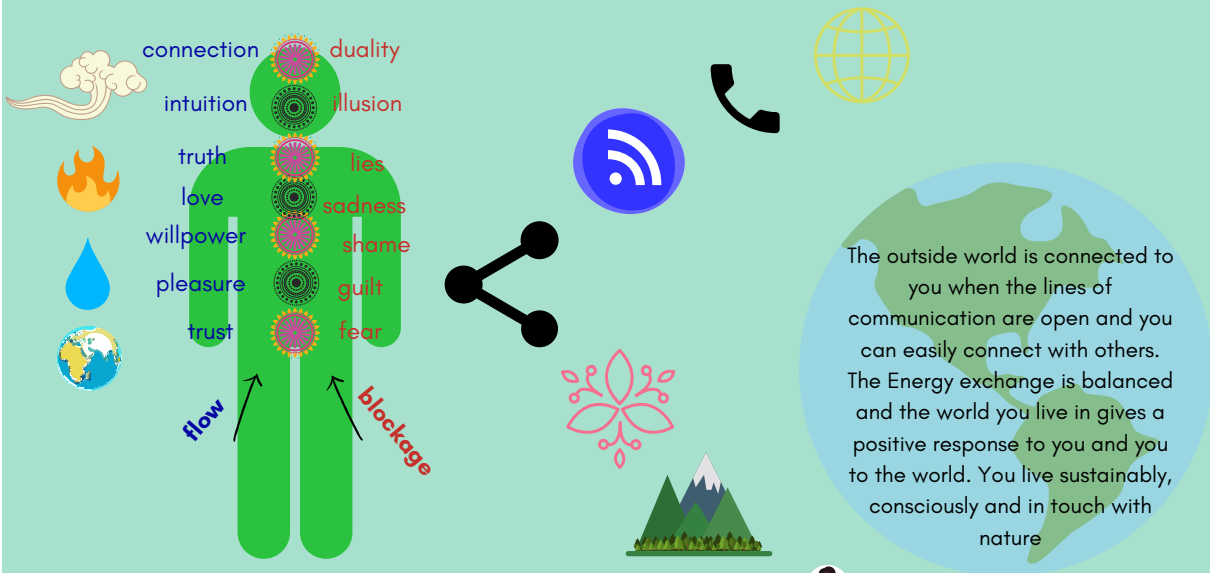 connection duality
intuition illusion
truth lies
love sadness
willpower shame
pleasure guilt
trust fear
flow blockage
The outside world is connected to
you when the lines of
communication are open and you
can easily connect with others.
The Energy exchange is balanced
and the world you live in gives a
positive response to you and you
to the world. You live sustainably,
consciously and in touch with
nature